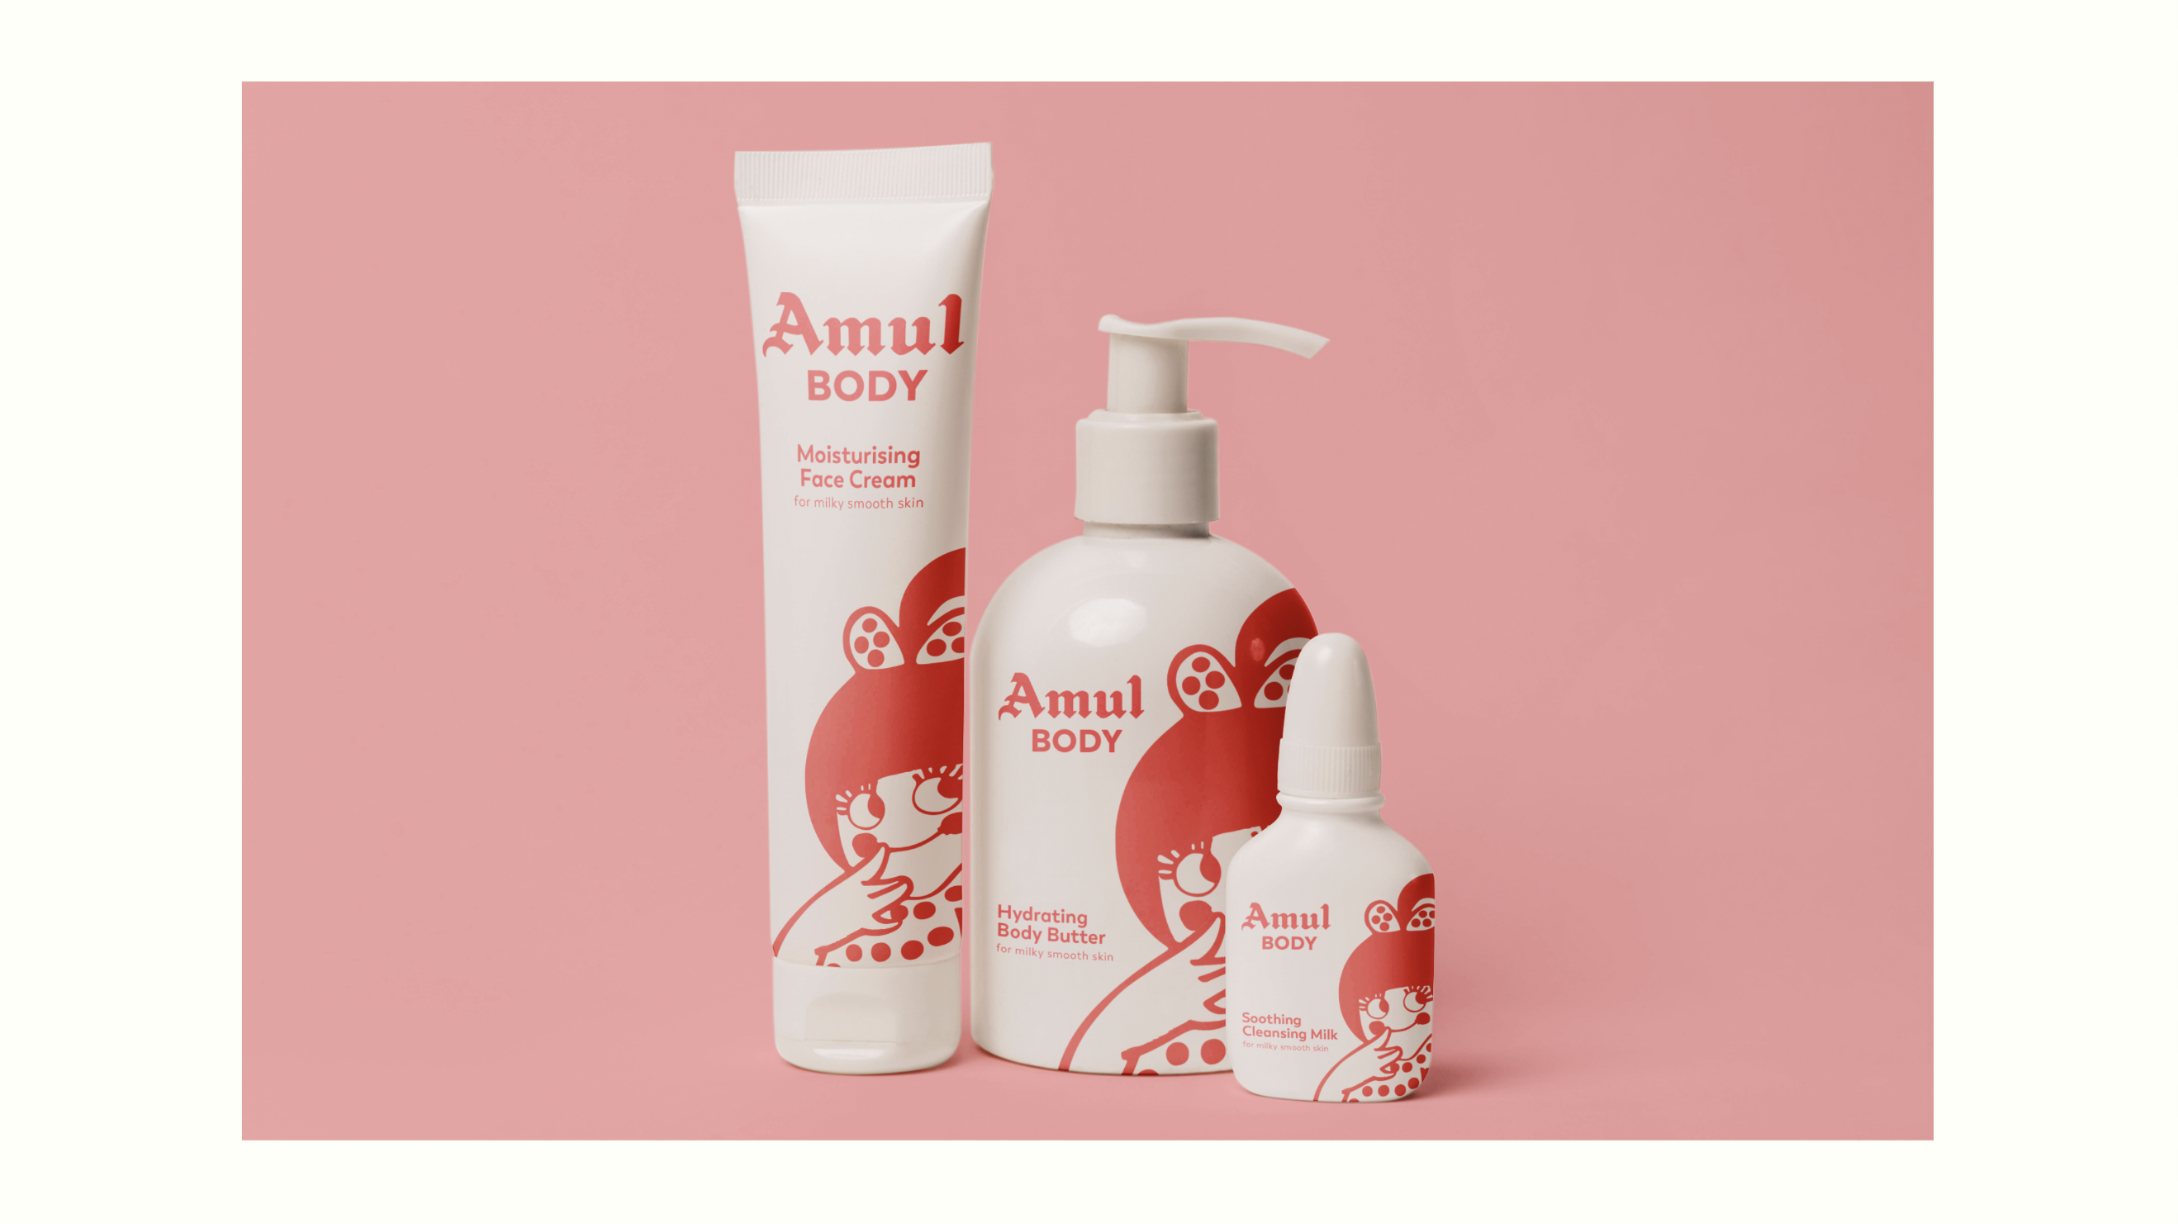 Amul
BODY
Moisturising
Face Cream
for milky smooth skin
Amul
BODY
Hydrating
Body Butter
for milky smooth skin
Amul
BODY
Soothing
Cleansing Milk
for milky smooth skin